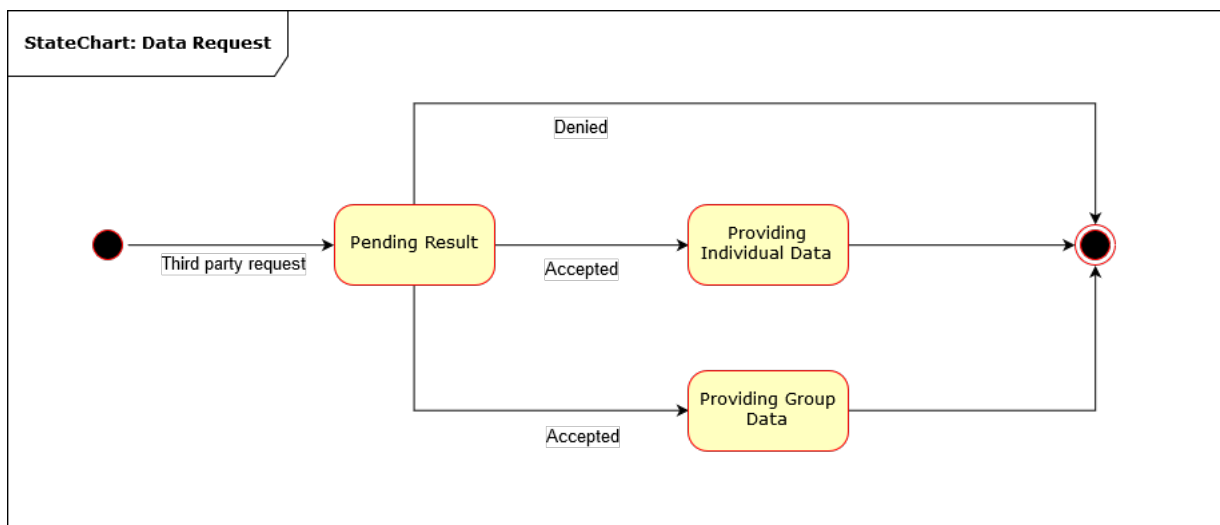 StateChart: Data Request
Denied
Pending Result
Third party request
Providing
Individual Data
Accepted
Providing Group
Data
Accepted